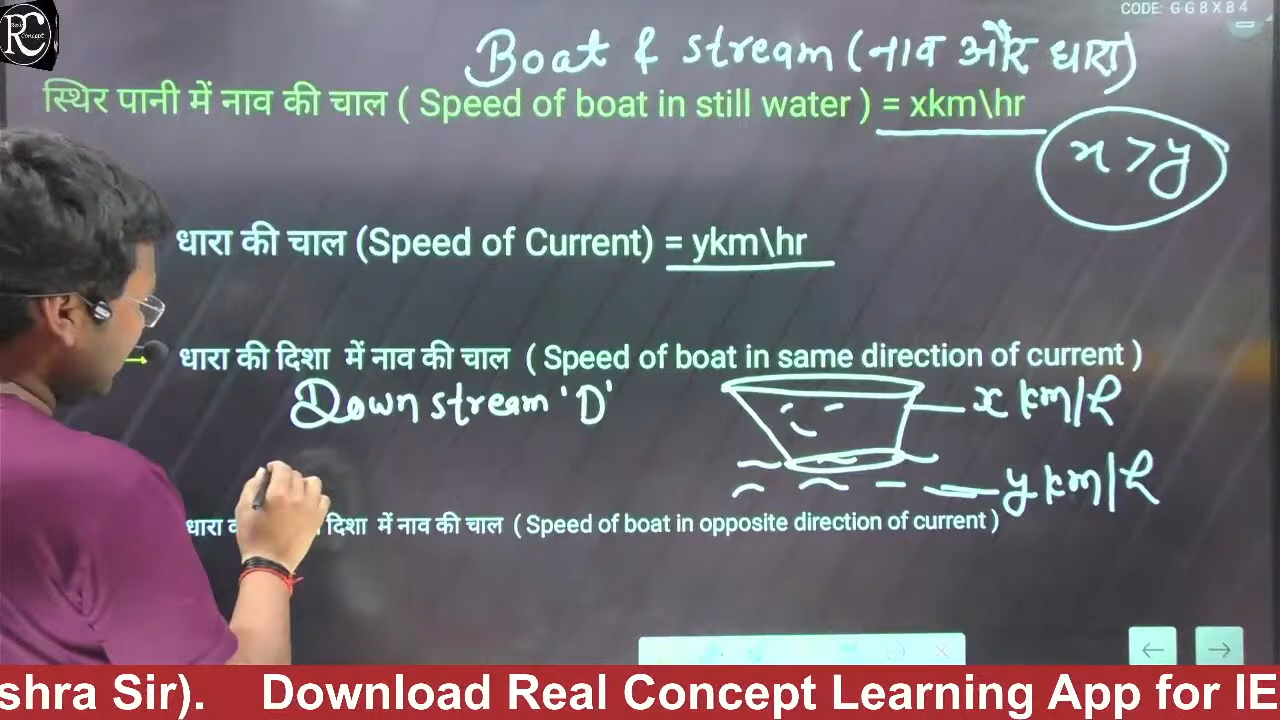 CODE: G G 8 X 8 4
Real Concept
Boat & stream (नाव और धारा)
स्थिर पानी में नाव की चाल ( Speed of boat in still water ) = xkm\hr
x > y
धारा की चाल (Speed of Current) = ykm\hr
धारा की दिशा में नाव की चाल ( Speed of boat in same direction of current )
Down stream 'D'
x km/h
y km/h
धारा दिशा में नाव की चाल ( Speed of boat in opposite direction of current )
shra Sir). Download Real Concept Learning App for IE